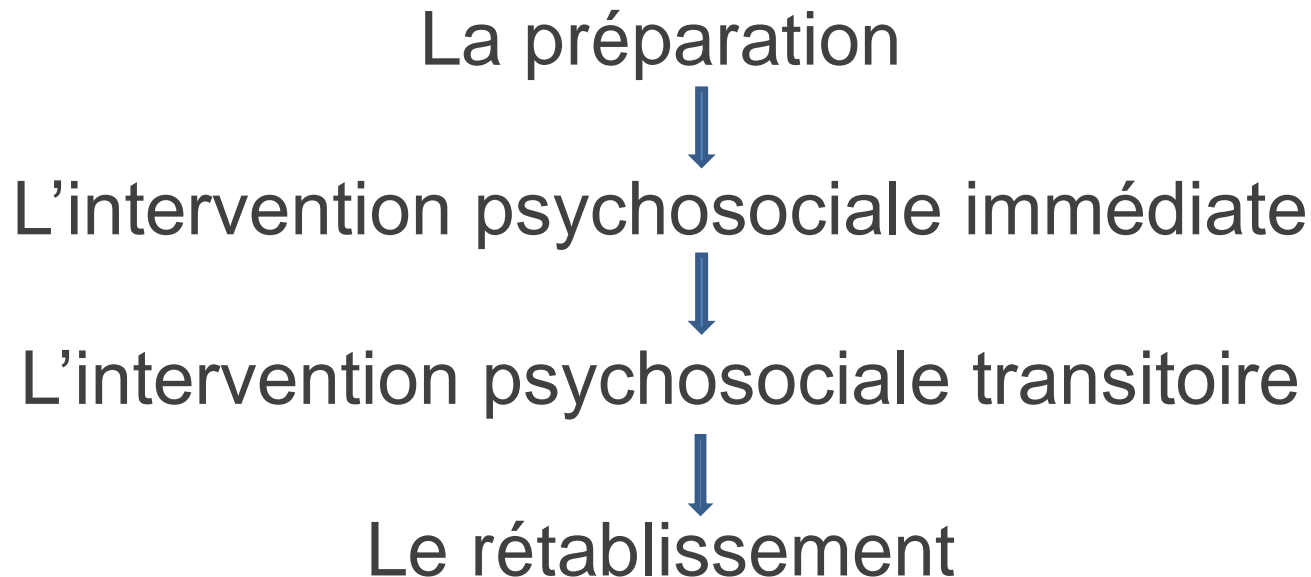 La préparation
L’intervention psychosociale immédiate
L’intervention psychosociale transitoire
Le rétablissement